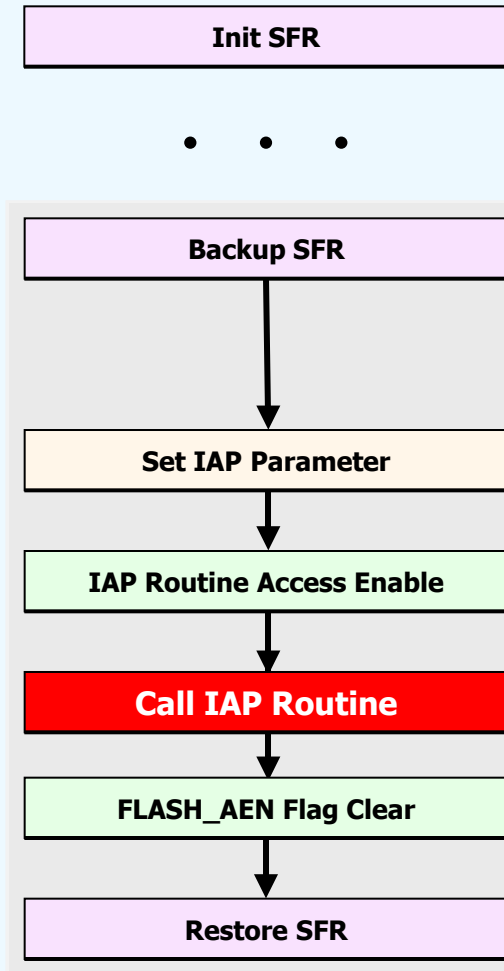 Init SFR
• • •
Backup SFR
Set IAP Parameter
IAP Routine Access Enable
Call IAP Routine
FLASH_AEN Flag Clear
Restore SFR